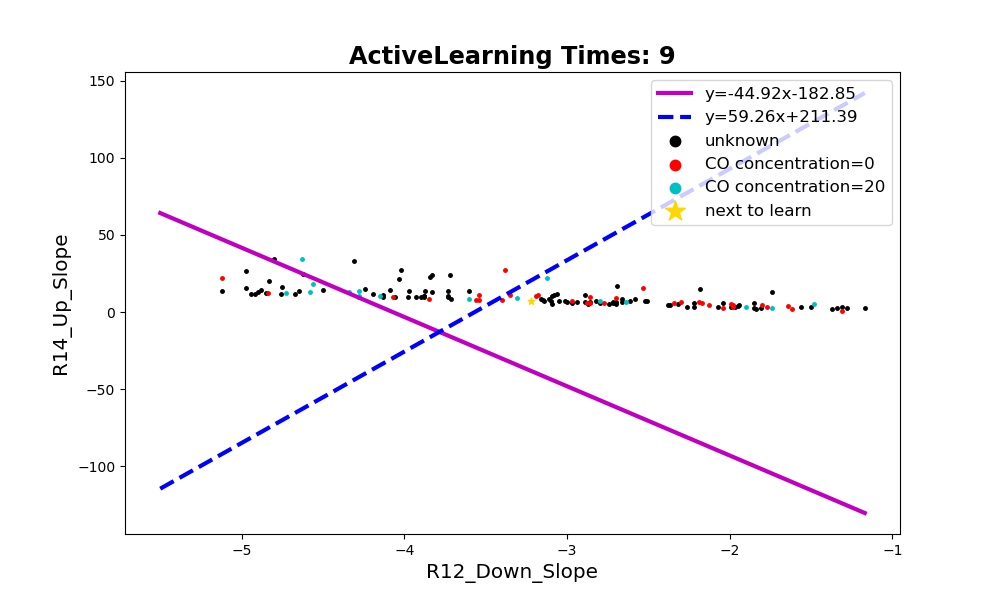 ActiveLearning Times: 9
y=-44.92x-182.85
y=59.26x+211.39
unknown
CO concentration=0
CO concentration=20
next to learn
R14_Up_Slope
150
100
50
0
−50
−100
−5
−4
−3
−2
−1
R12_Down_Slope